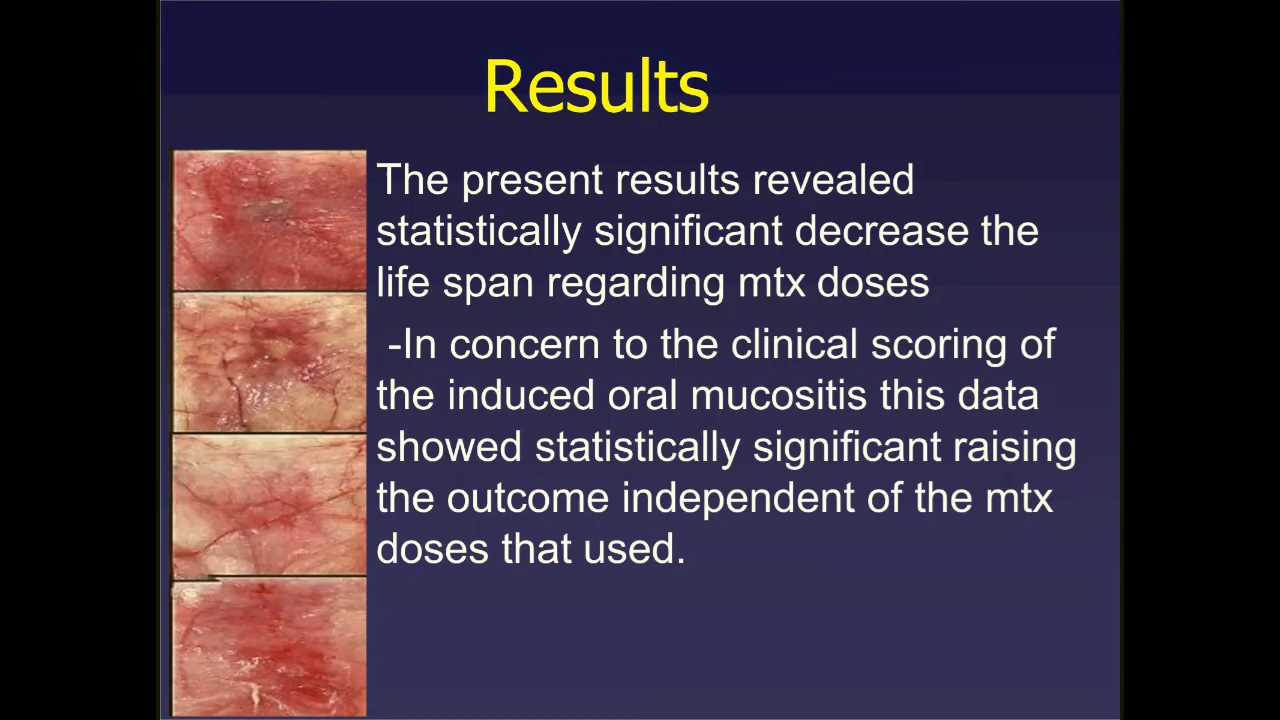 Results
The present results revealed
statistically significant decrease the
life span regarding mtx doses
-In concern to the clinical scoring of
the induced oral mucositis this data
showed statistically significant raising
the outcome independent of the mtx
doses that used.